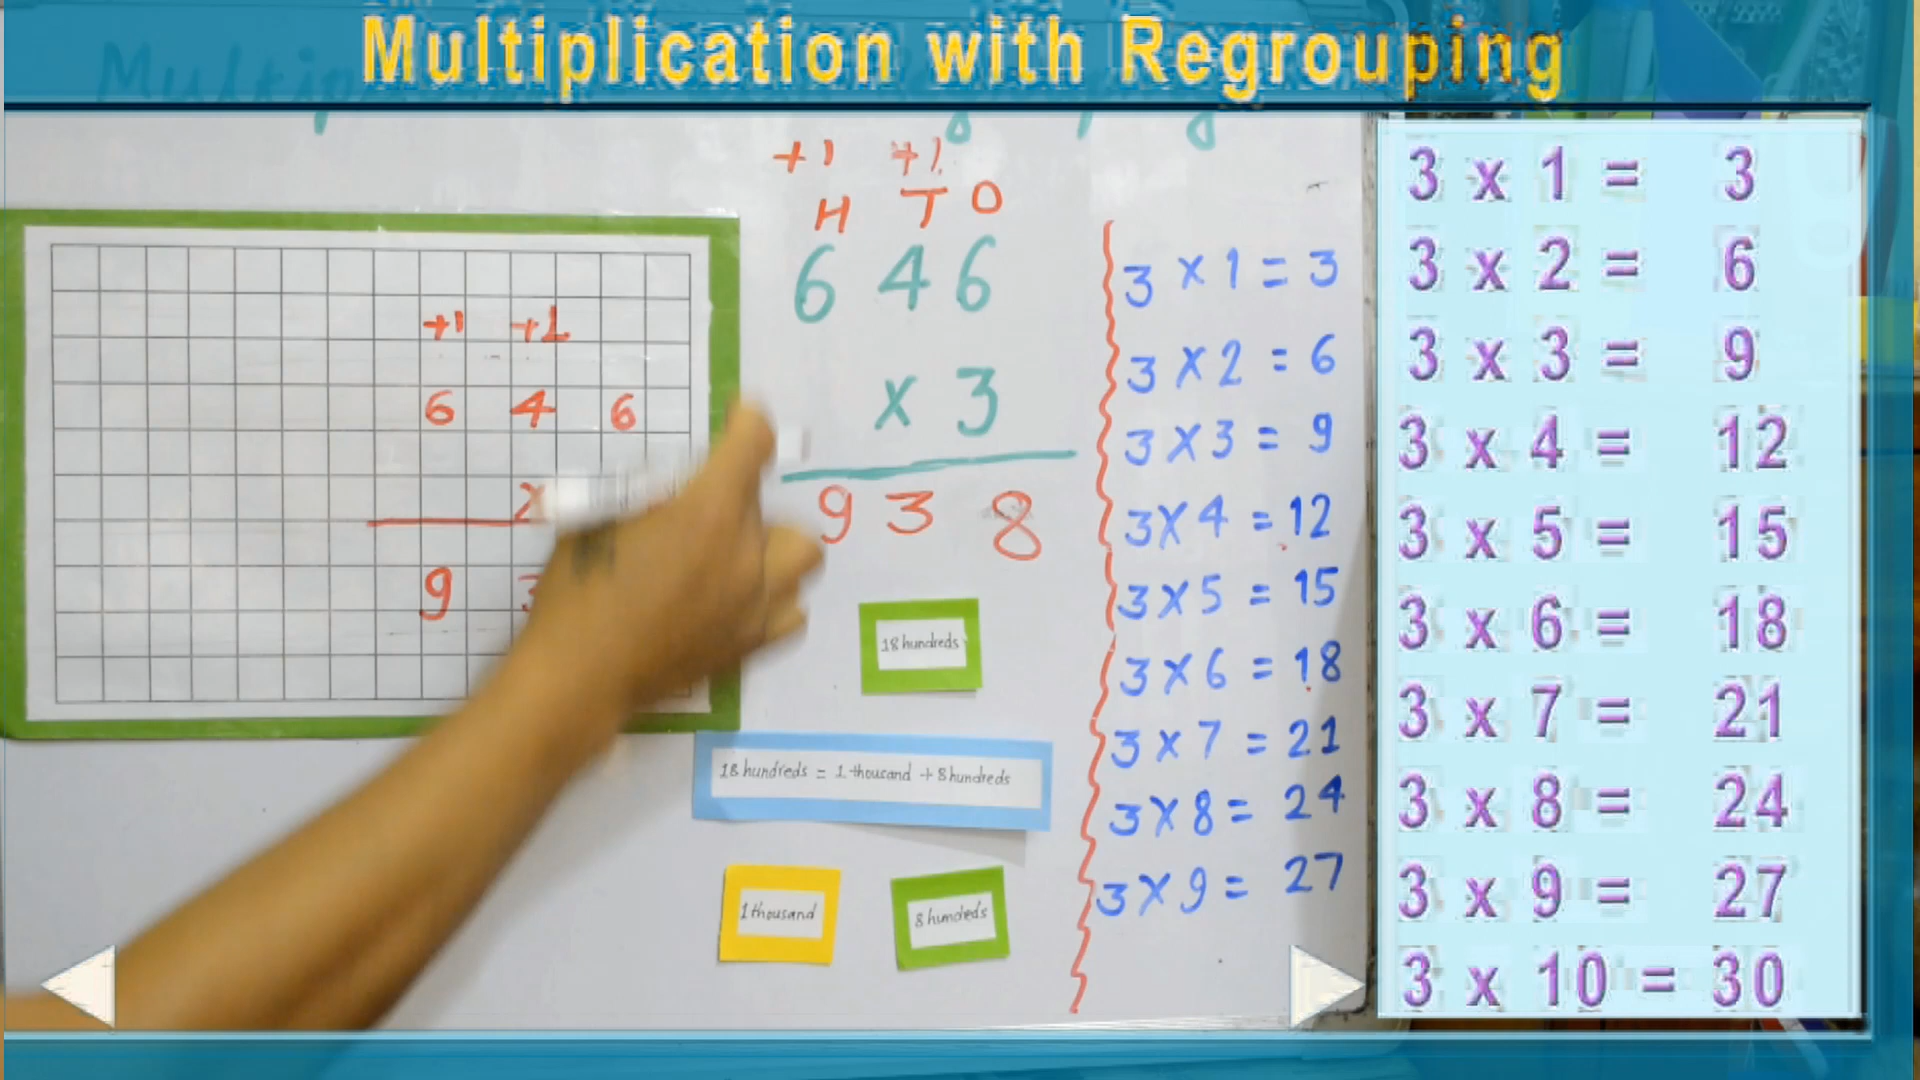 Multiplication with Regrouping
+1 +1
H T O
6 4 6
x 3
9 3 8
+1 +1
6 4 6
x
9 3
18 hundreds
18 hundreds = 1 thousand + 8 hundreds
1 thousand
8 hundreds
3 x 1 = 3
3 x 2 = 6
3 x 3 = 9
3 x 4 = 12
3 x 5 = 15
3 x 6 = 18
3 x 7 = 21
3 x 8 = 24
3 x 9 = 27
3 x 1 = 3
3 x 2 = 6
3 x 3 = 9
3 x 4 = 12
3 x 5 = 15
3 x 6 = 18
3 x 7 = 21
3 x 8 = 24
3 x 9 = 27
3 x 10 = 30